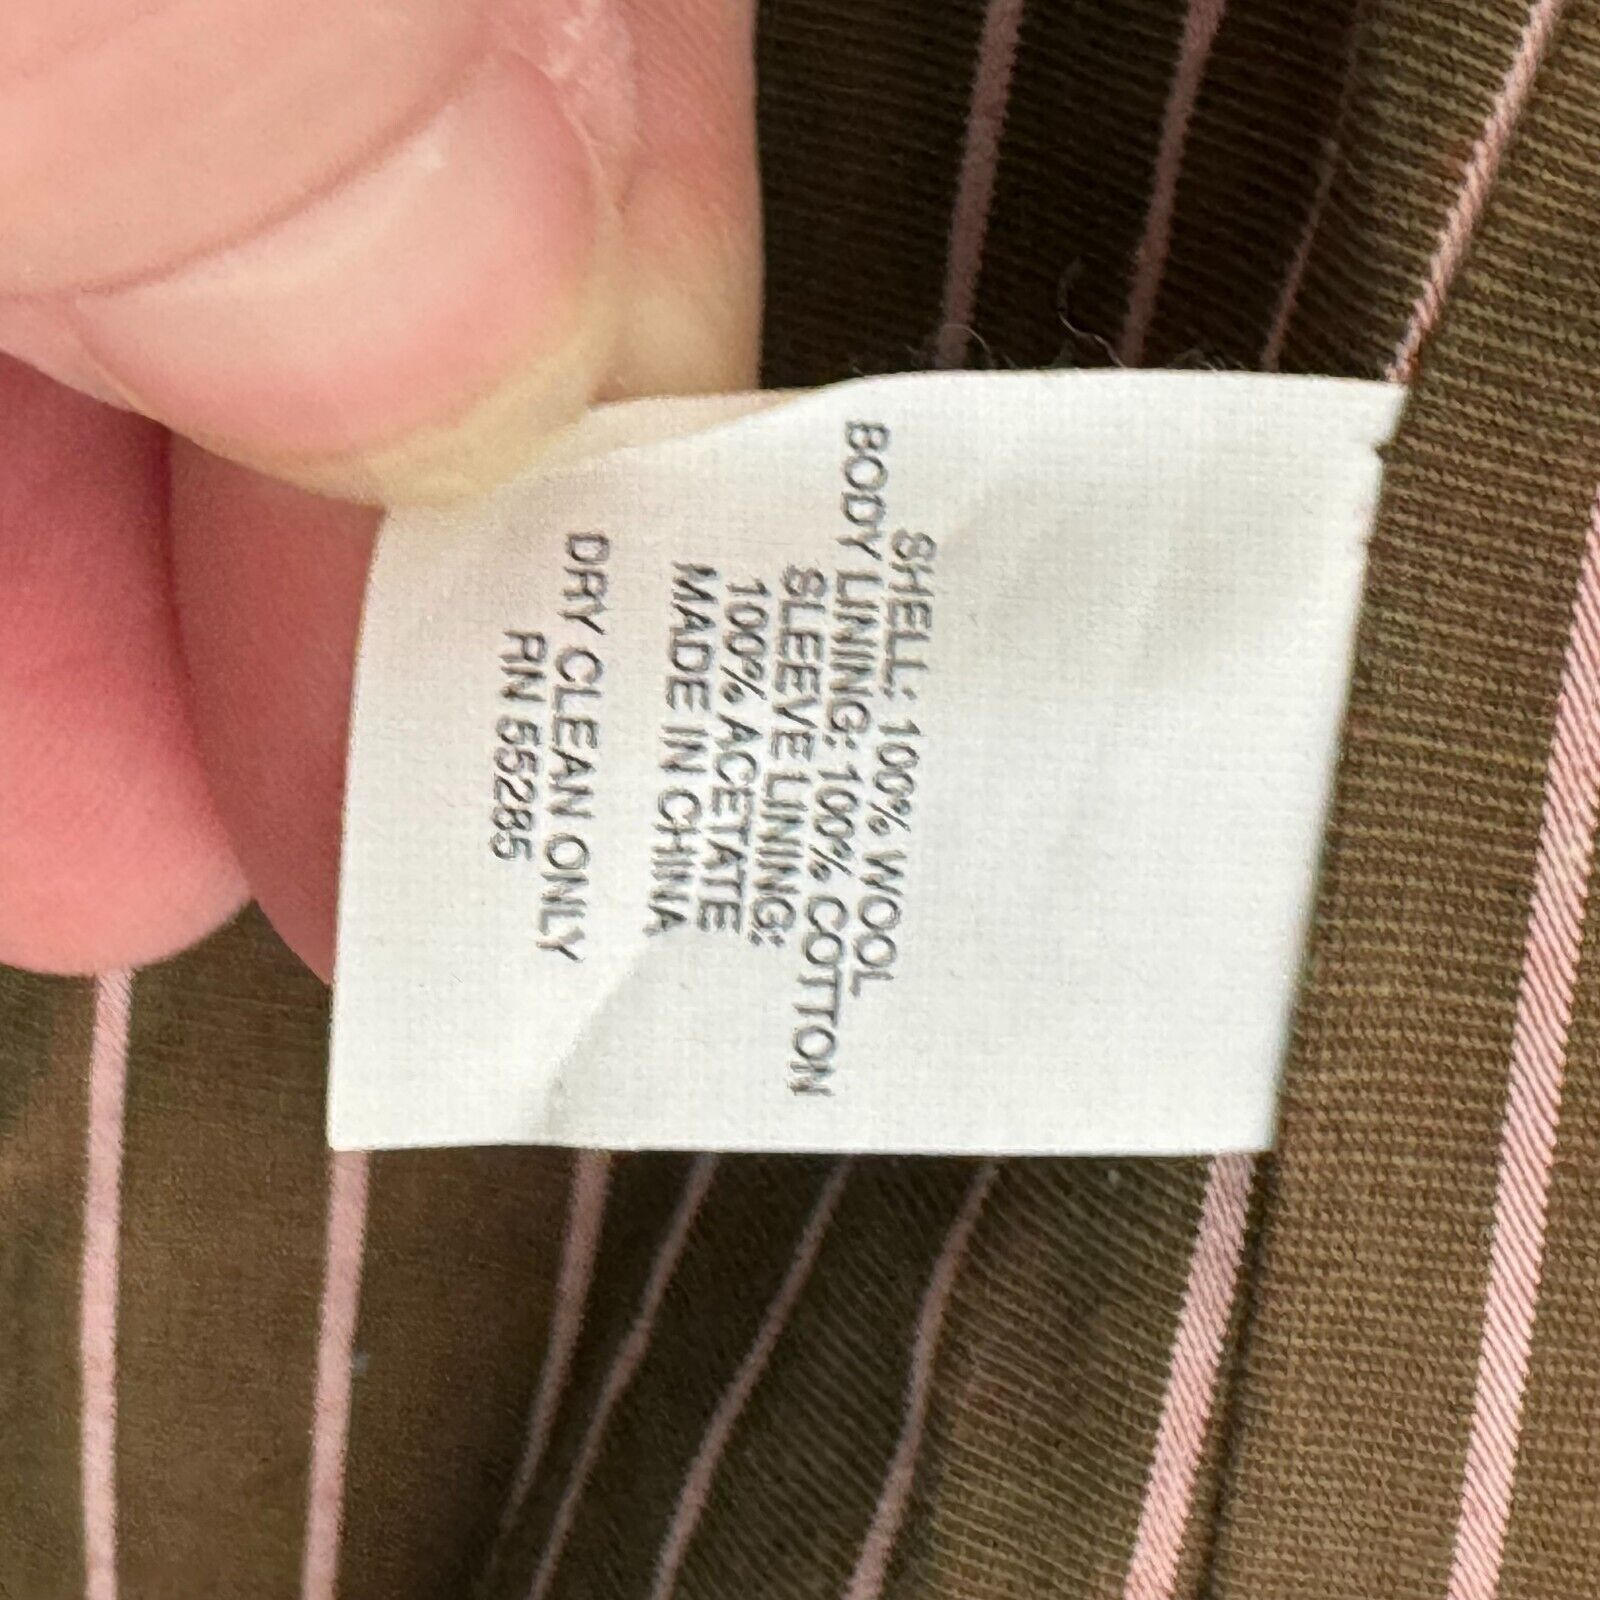 SHELL: 100% WOOL
BODY LINING: 100% COTTON
SLEEVE LINING:
100% ACETATE
MADE IN CHINA
DRY CLEAN ONLY
RN 55285